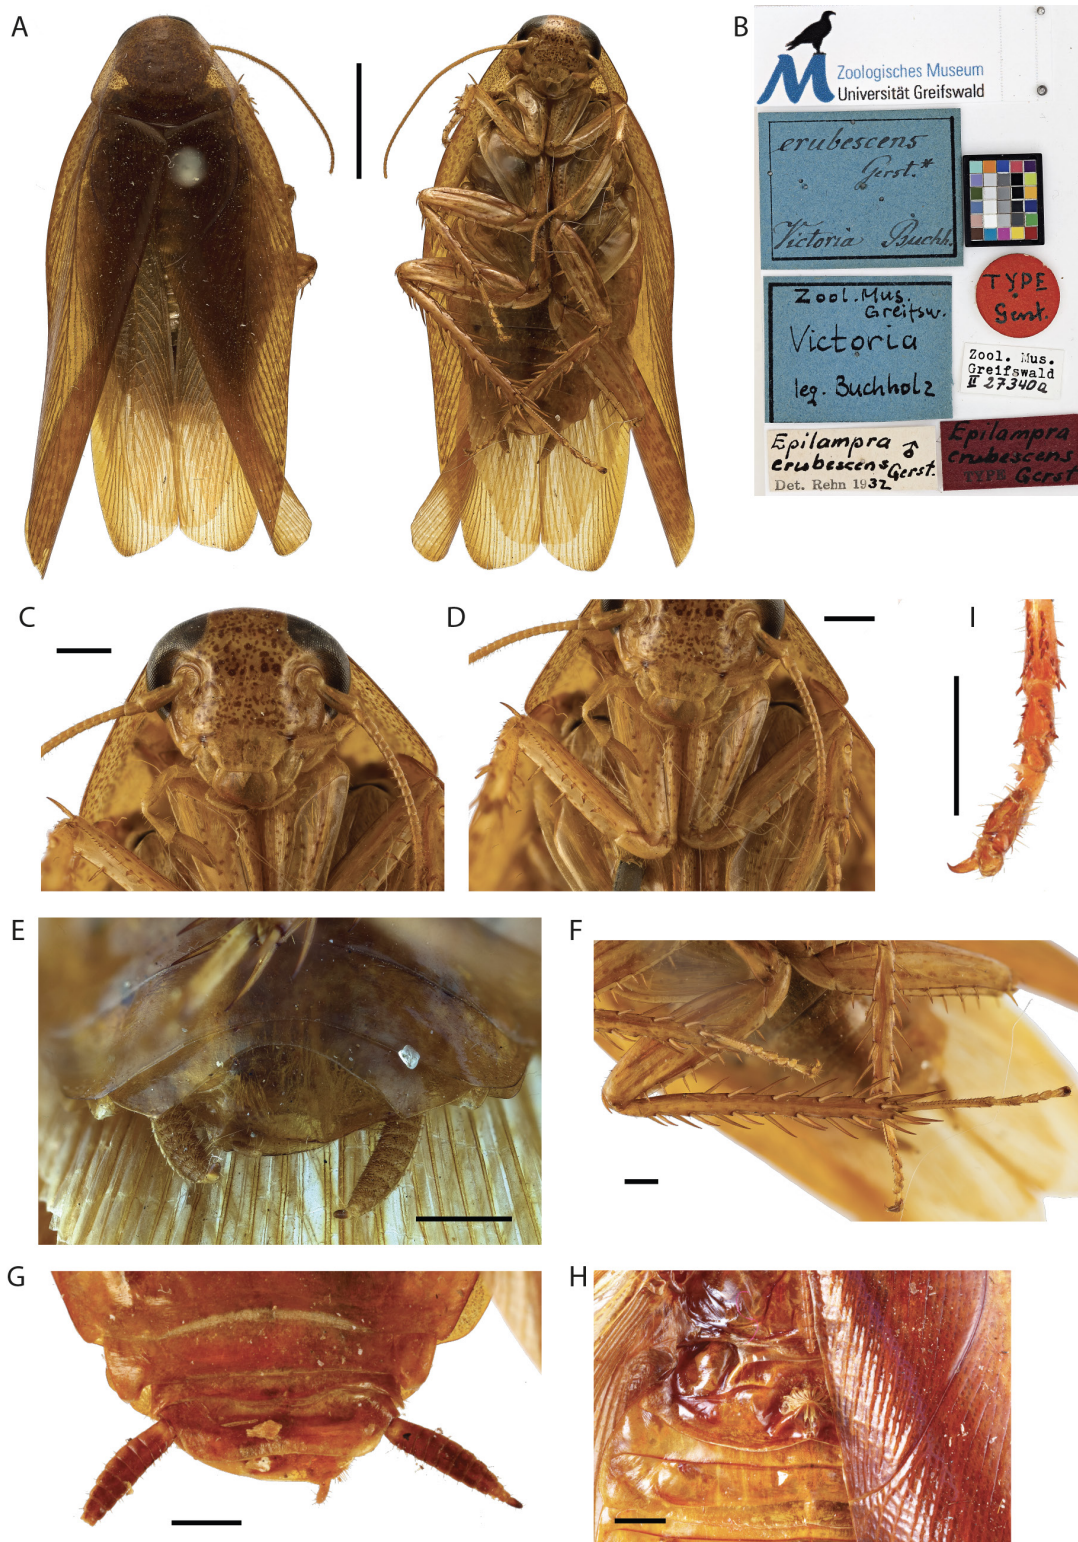 A
B
Zoologisches Museum
Universität Greifswald
erubescens
Gerst.*
Victoria Buchh.
TYPE
Gerst.
Zool. Mus.
Greifsw.
Victoria
leg. Buchholz
Zool. Mus.
Greifswald
II 27340a
Epilampra ♂
erubescens Gerst.
Det. Rehn 1932
Epilampra
erubescens
TYPE Gerst
C
D
I
E
F
G
H